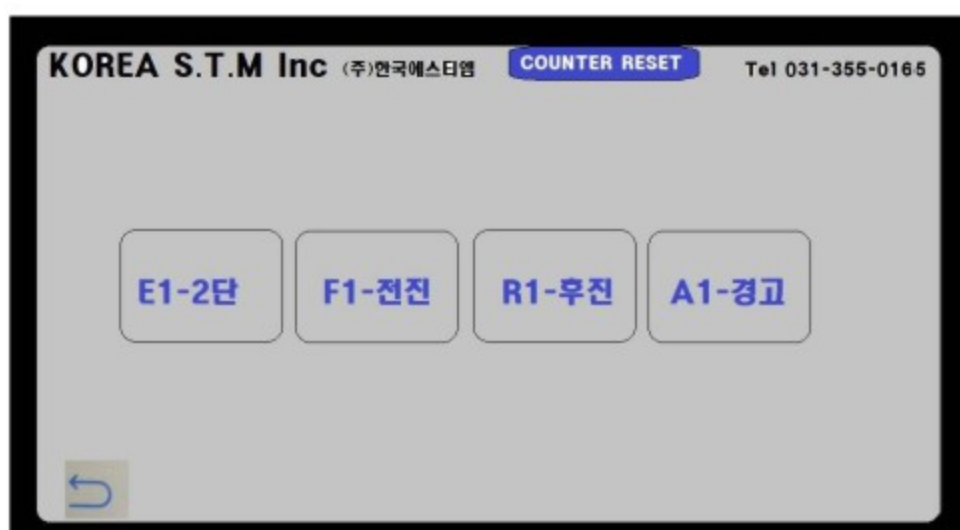 KOREA S.T.M Inc (주)한국에스티엠 COUNTER RESET Tel 031-355-0165
E1-2단 F1-전진 R1-후진 A1-경고